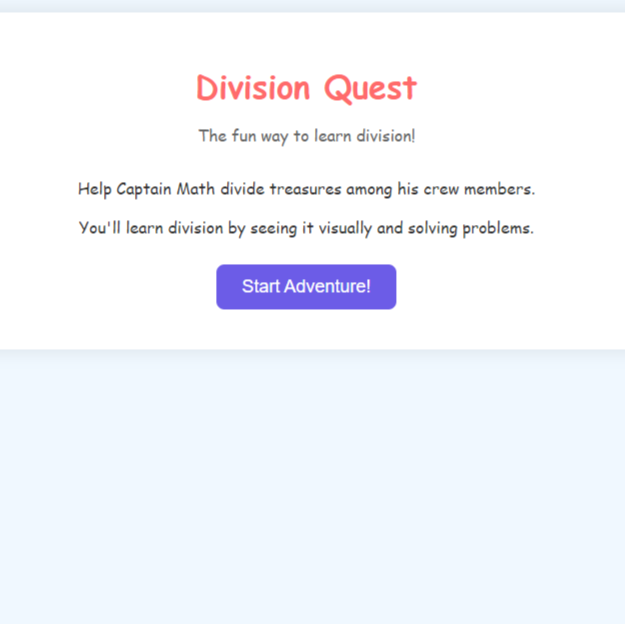 Division Quest
The fun way to learn division!
Help Captain Math divide treasures among his crew members.
You'll learn division by seeing it visually and solving problems.
Start Adventure!